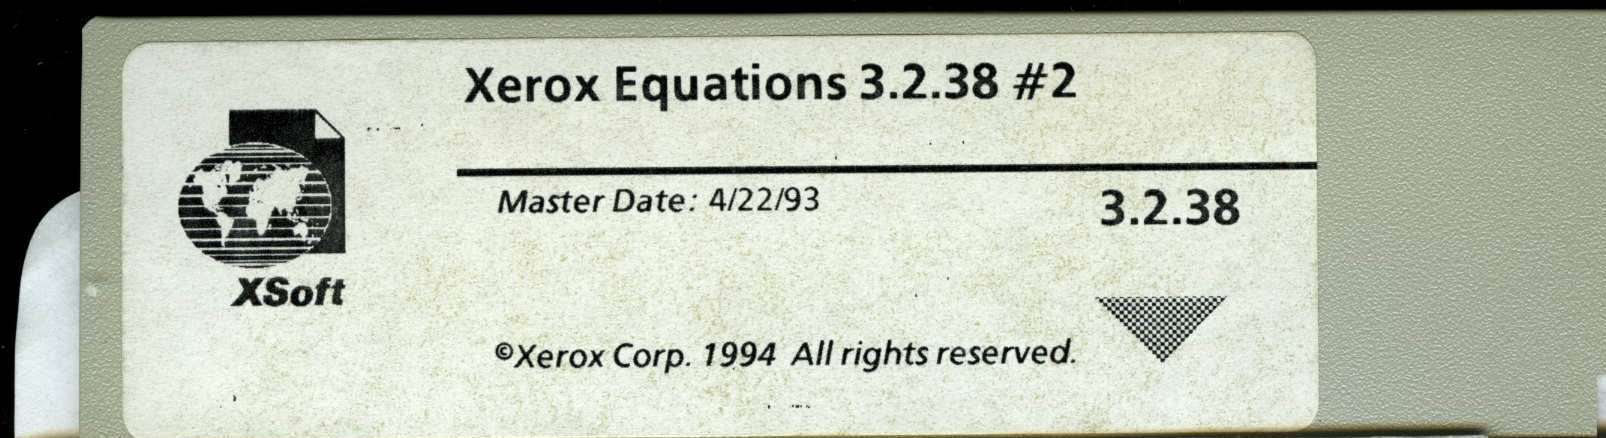 Xerox Equations 3.2.38 #2
Master Date: 4/22/93
3.2.38
XSoft
©Xerox Corp. 1994 All rights reserved.